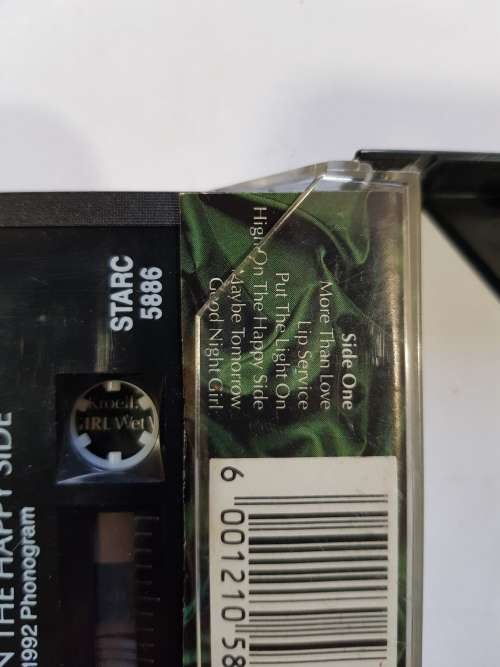 Side One
More Than Love
Lip Service
Put The Light On
High On The Happy Side
Maybe Tomorrow
Good Night Girl
6 001210 58
STARC
5886
GIRL Wet
N THE HAPPY SIDE
1992 Phonogram